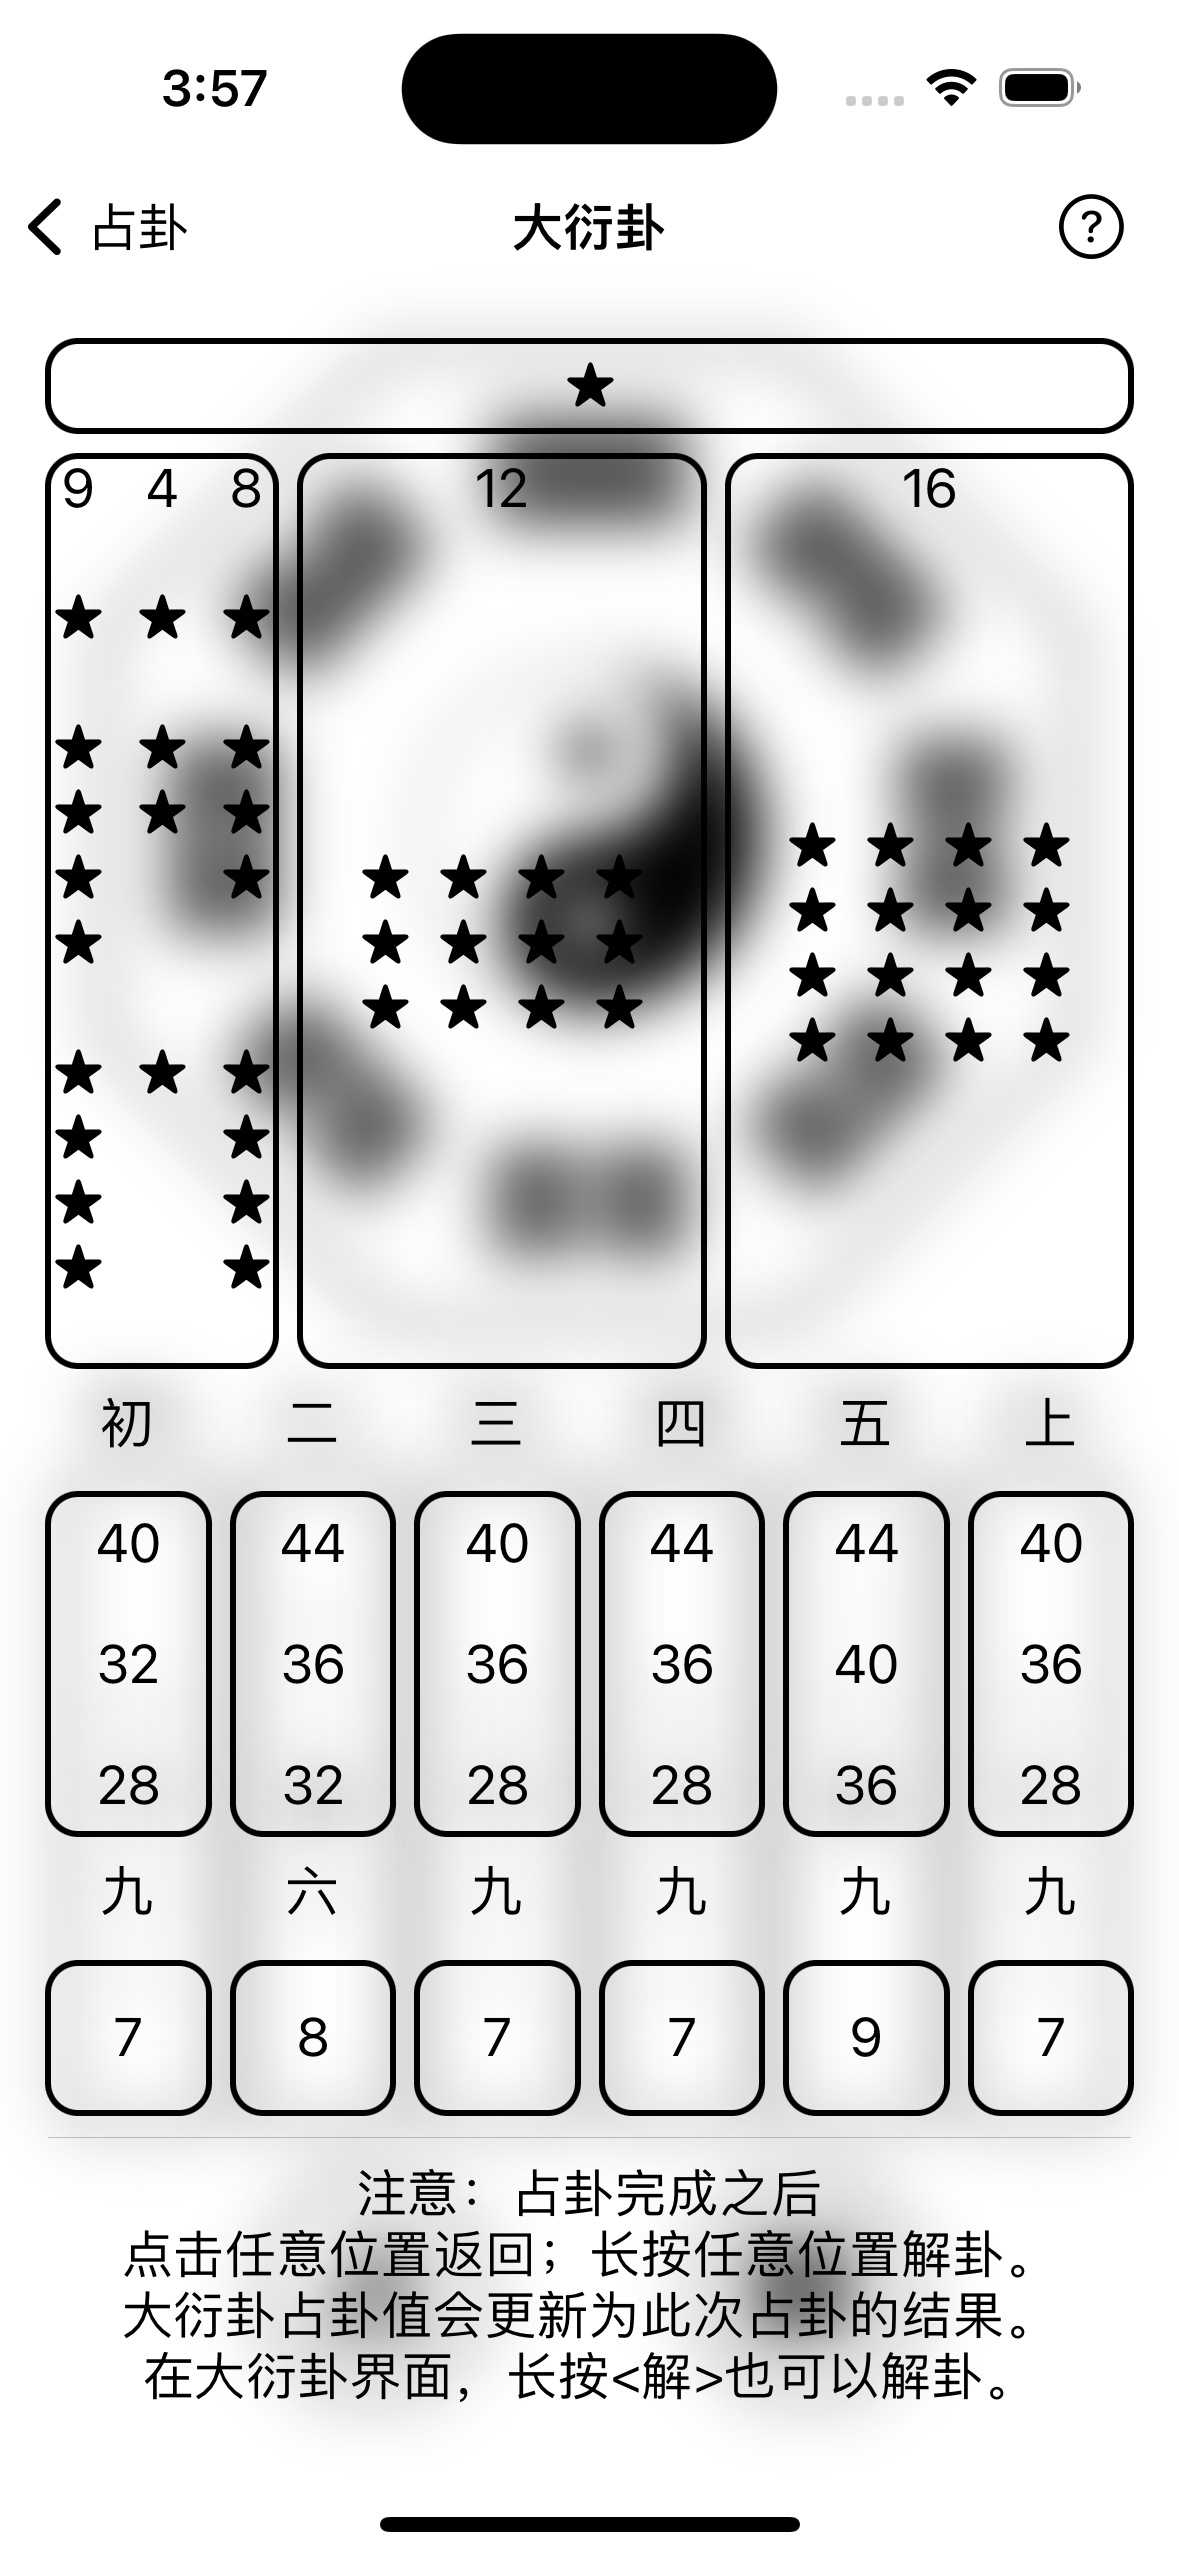 3:57
占卦 大衍卦 ?
★
9 4 8 12 16
初 二 三 四 五 上
40 44 40 44 44 40
32 36 36 36 40 36
28 32 28 28 36 28
九 六 九 九 九 九
7 8 7 7 9 7
注意：占卦完成之后
点击任意位置返回；长按任意位置解卦。
大衍卦占卦值会更新为此次占卦的结果。
在大衍卦界面，长按<解>也可以解卦。